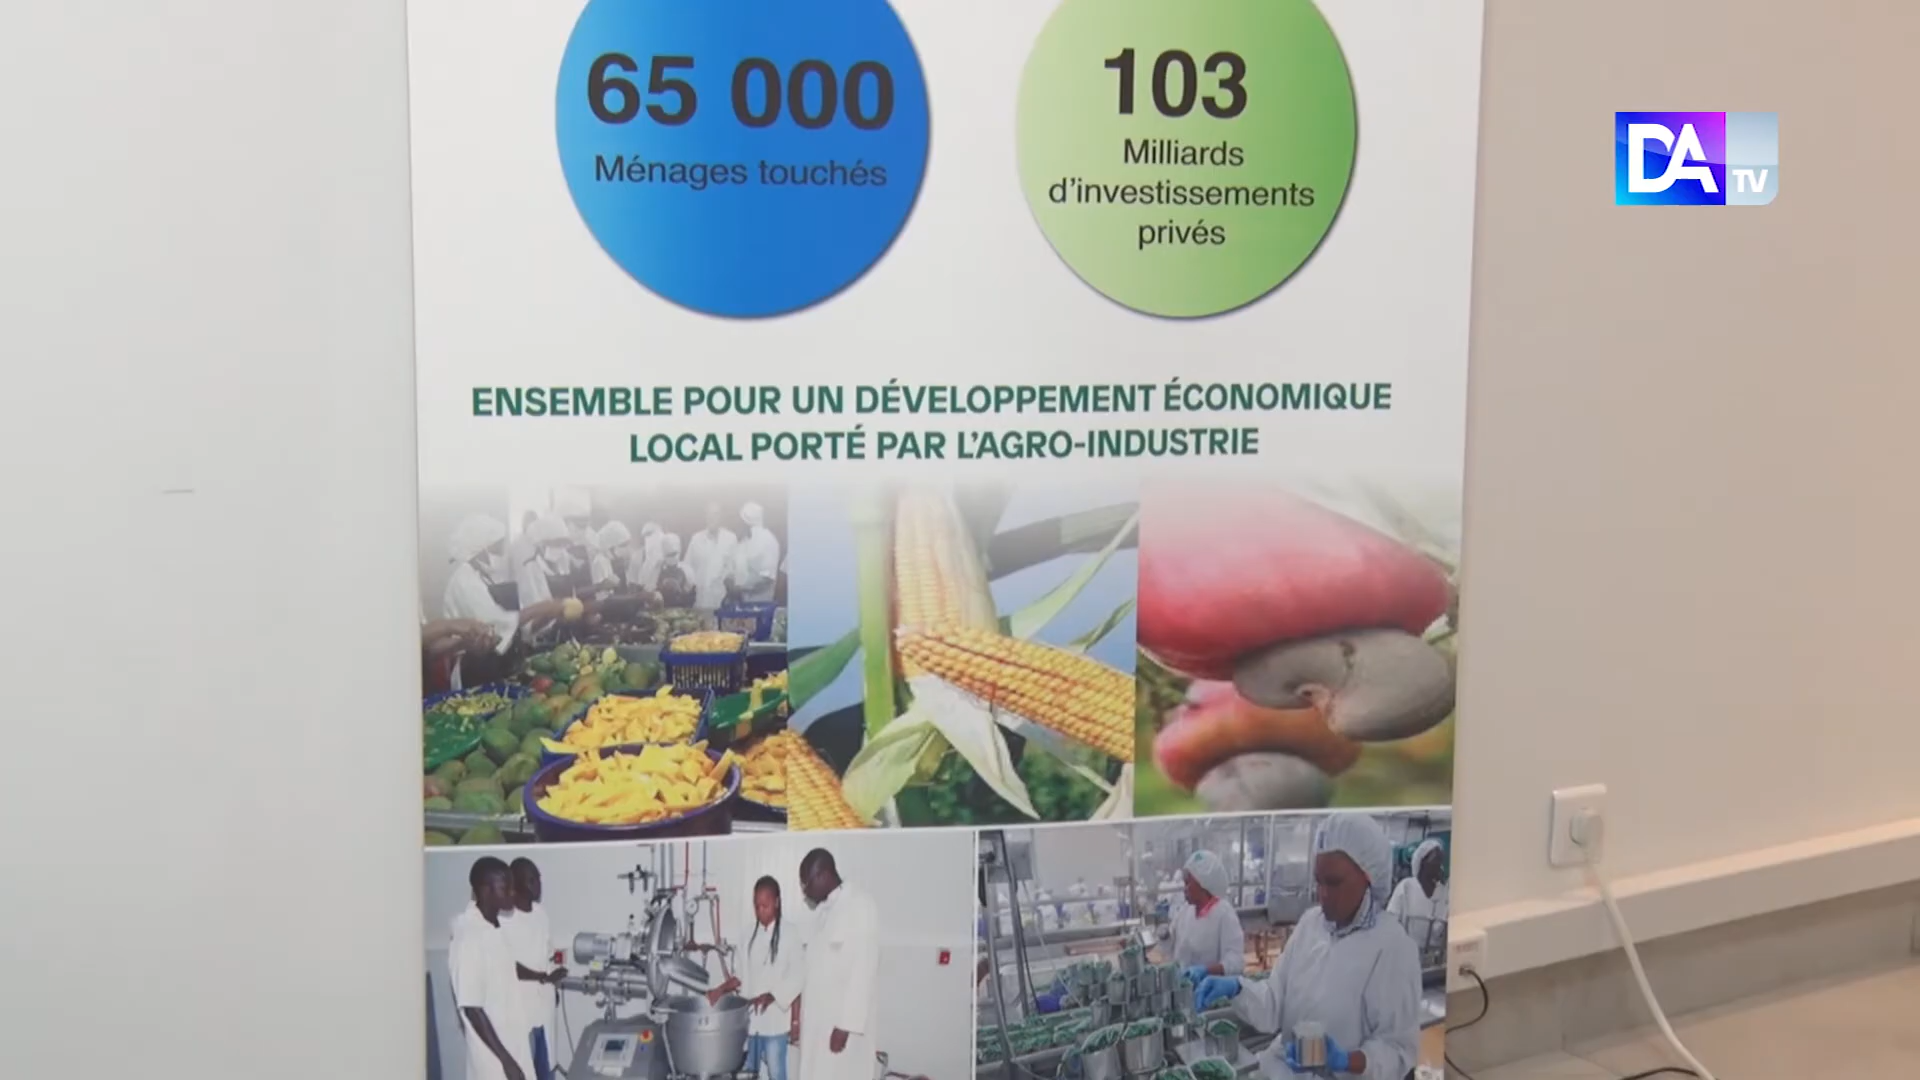 65 000
Ménages touchés
103
Milliards
d’investissements
privés
DA TV
ENSEMBLE POUR UN DÉVELOPPEMENT ÉCONOMIQUE
LOCAL PORTÉ PAR L’AGRO-INDUSTRIE